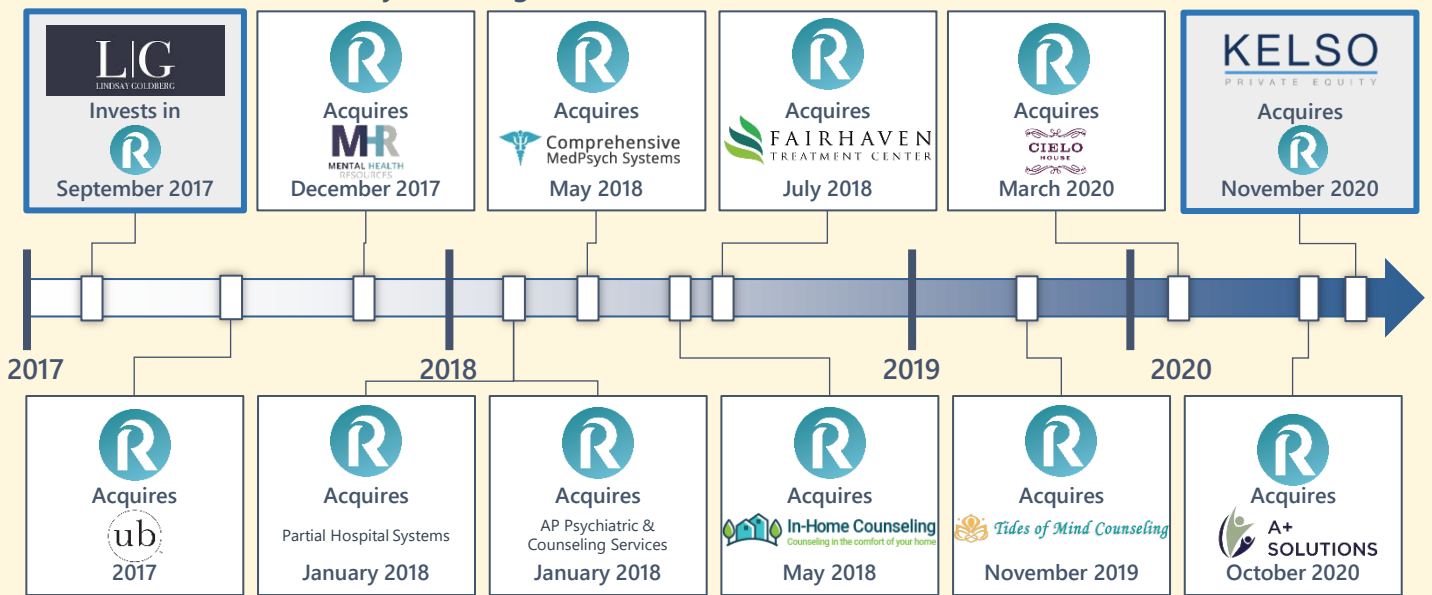 L|G
LINDSAY GOLDBERG
Invests in
R
September 2017
R
Acquires
MHR
MENTAL HEALTH
RESOURCES
December 2017
R
Acquires
Comprehensive
MedPsych Systems
May 2018
R
Acquires
FAIRHAVEN
TREATMENT CENTER
July 2018
R
Acquires
CIELO
HOUSE
March 2020
KELSO
PRIVATE EQUITY
Acquires
R
November 2020
2017
2018
2019
2020
R
Acquires
ub
2017
R
Acquires
Partial Hospital Systems
January 2018
R
Acquires
AP Psychiatric &
Counseling Services
January 2018
R
Acquires
In-Home Counseling
Counseling in the comfort of your home
May 2018
R
Acquires
Tides of Mind Counseling
November 2019
R
Acquires
A+
SOLUTIONS
October 2020